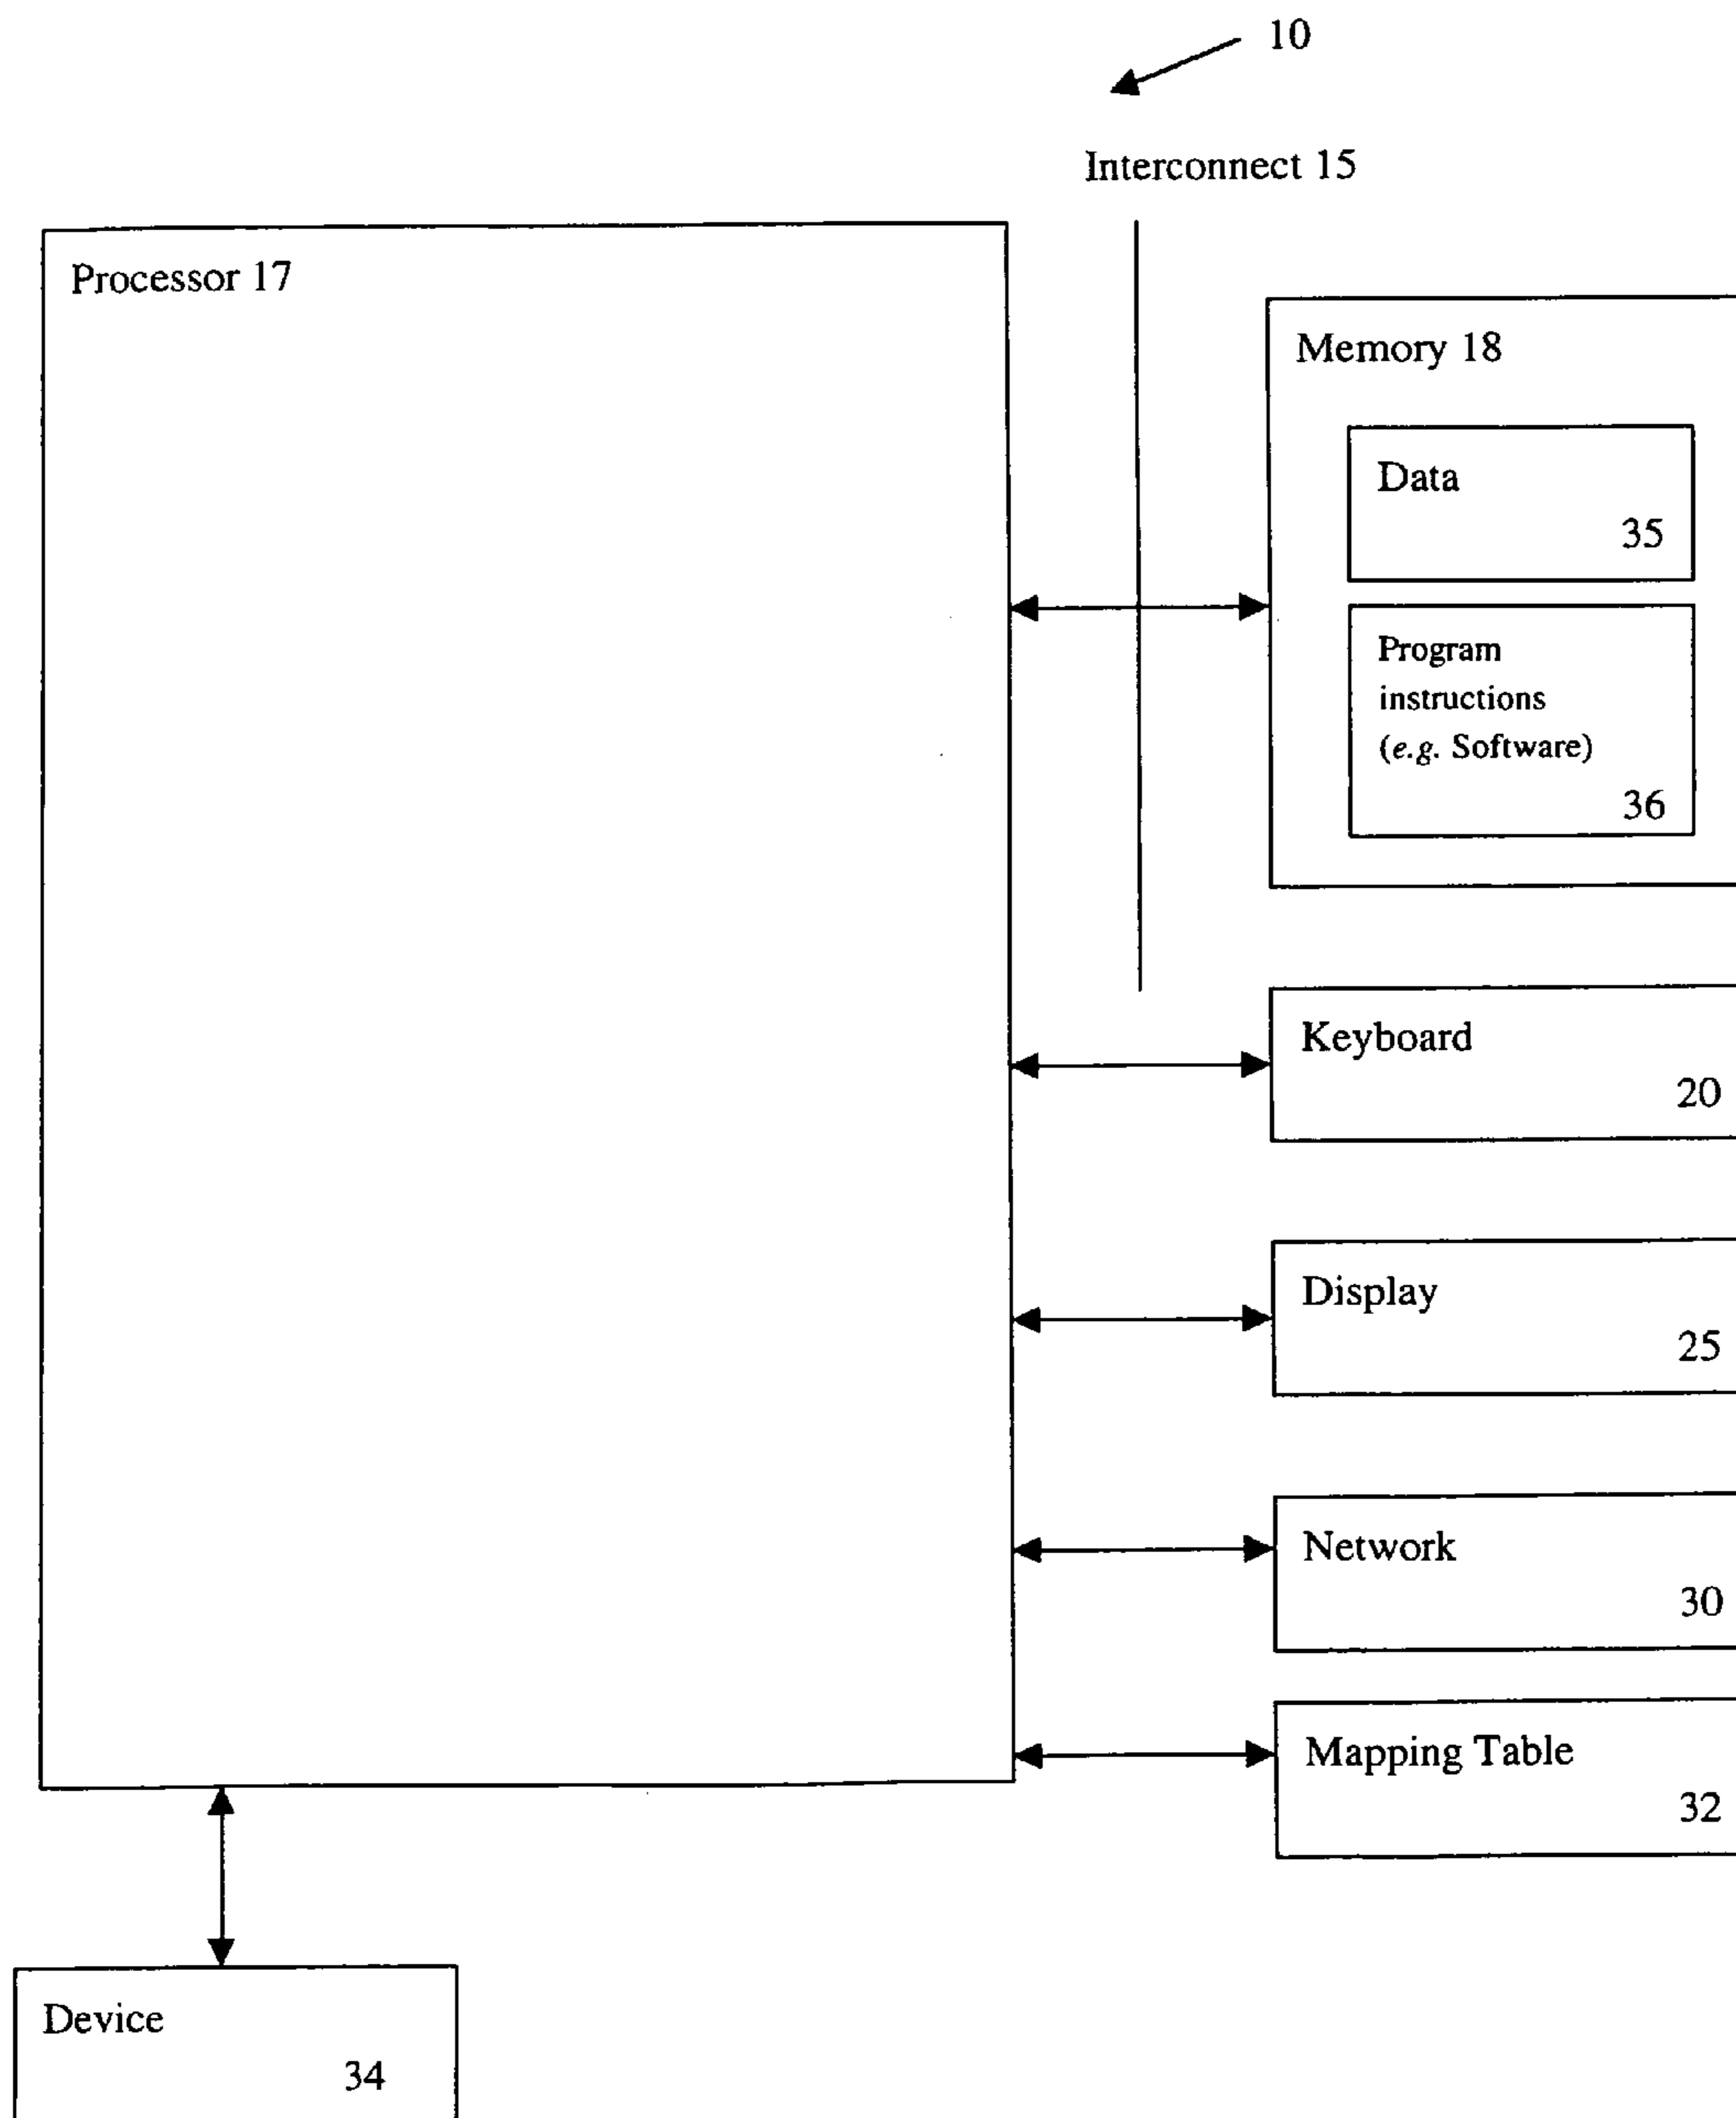 10
Interconnect 15
Processor 17
Memory 18
Data
35
Program
instructions
(e.g. Software)
36
Keyboard
20
Display
25
Network
30
Mapping Table
32
Device
34